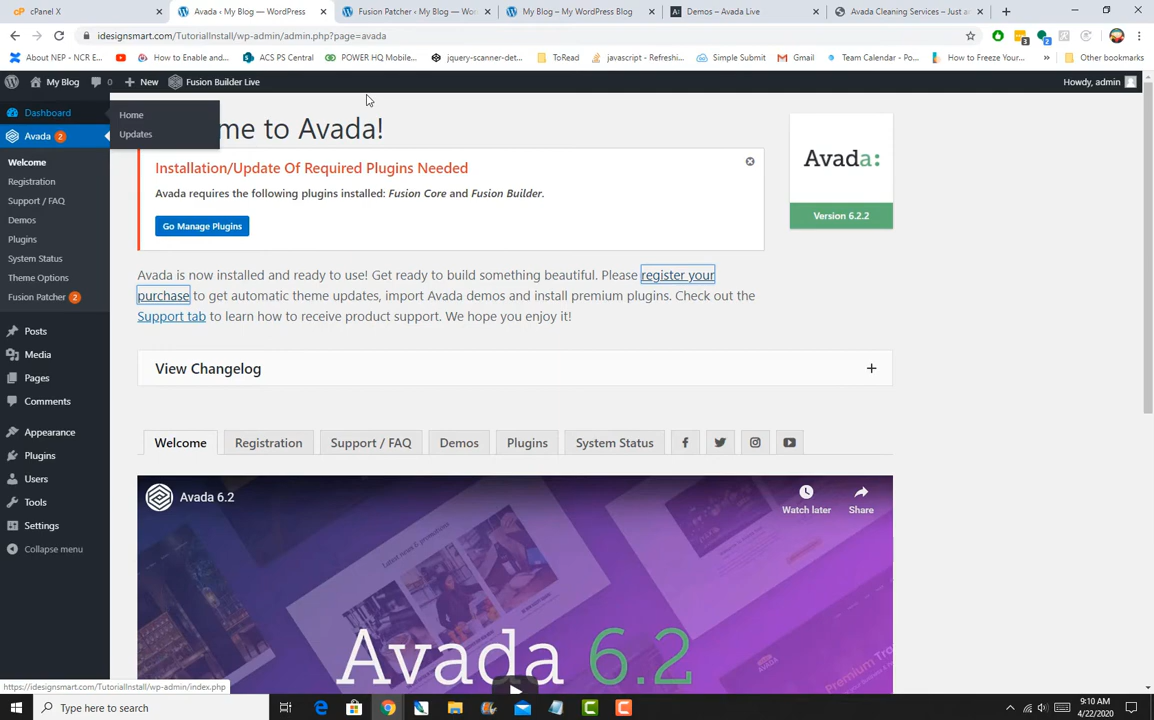 cP cPanel X
Avada ‹ My Blog — WordPress
Fusion Patcher ‹ My Blog — Wo
My Blog – My WordPress Blog
Demos – Avada Live
Avada Cleaning Services – Just a
idesignsmart.com/TutorialInstall/wp-admin/admin.php?page=avada
About NEP - NCR E...
How to Enable and...
ACS PS Central
POWER HQ Mobile...
jquery-scanner-det...
ToRead
javascript - Refreshi...
Simple Submit
Gmail
Team Calendar - Po...
How to Freeze Your...
»
Other bookmarks
My Blog
0
New
Fusion Builder Live
Howdy, admin
Dashboard
Home
Updates
Avada 2
Welcome
Registration
Support / FAQ
Demos
Plugins
System Status
Theme Options
Fusion Patcher 2
Posts
Media
Pages
Comments
Appearance
Plugins
Users
Tools
Settings
Collapse menu
me to Avada!
Installation/Update Of Required Plugins Needed
Avada requires the following plugins installed: Fusion Core and Fusion Builder.
Go Manage Plugins
Avada:
Version 6.2.2
Avada is now installed and ready to use! Get ready to build something beautiful. Please register your
purchase to get automatic theme updates, import Avada demos and install premium plugins. Check out the
Support tab to learn how to receive product support. We hope you enjoy it!
View Changelog
Welcome
Registration
Support / FAQ
Demos
Plugins
System Status
Avada 6.2
Watch later
Share
Avada 6.2
https://idesignsmart.com/TutorialInstall/wp-admin/index.php
Type here to search
9:10 AM
4/22/2020